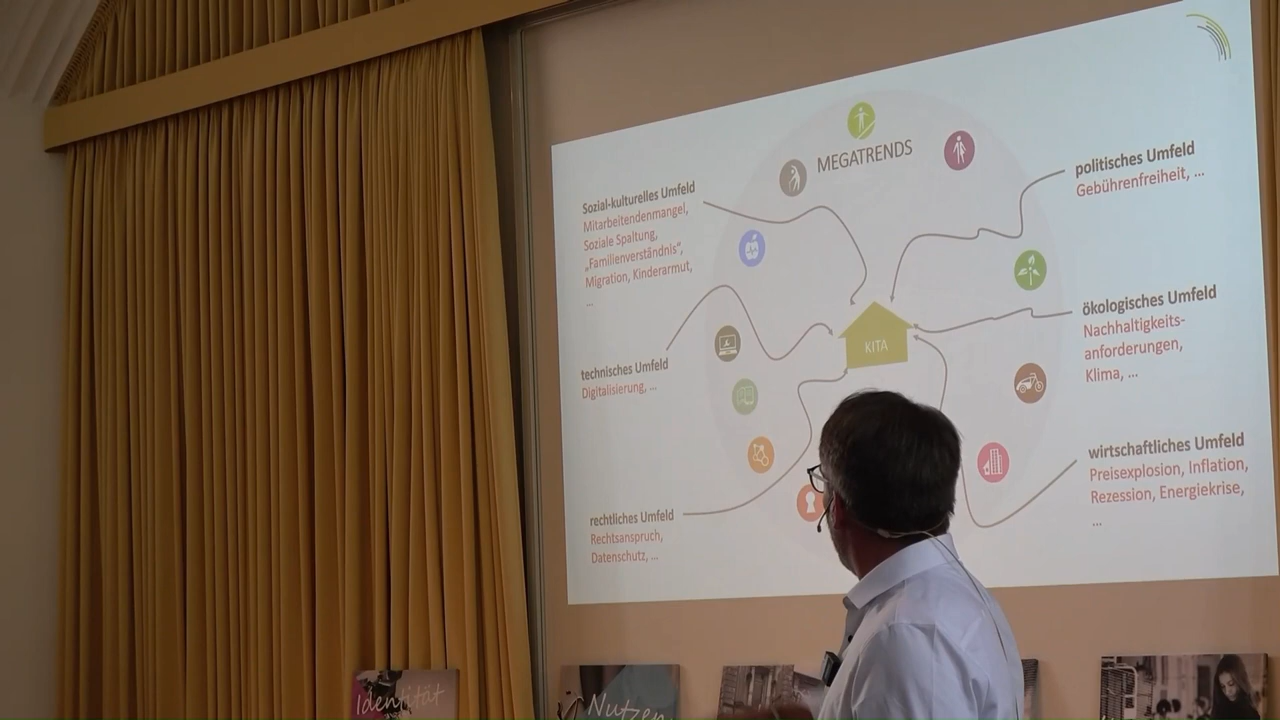 MEGATRENDS
Sozial-kulturelles Umfeld
Mitarbeitendenmangel,
Soziale Spaltung,
„Familienverständnis“,
Migration, Kinderarmut,
...
technisches Umfeld
Digitalisierung, ...
rechtliches Umfeld
Rechtsanspruch,
Datenschutz, ...
KITA
politisches Umfeld
Gebührenfreiheit, ...
ökologisches Umfeld
Nachhaltigkeits-
anforderungen,
Klima, ...
wirtschaftliches Umfeld
Preisexplosion, Inflation,
Rezession, Energiekrise,
...
Identität
Nutzen